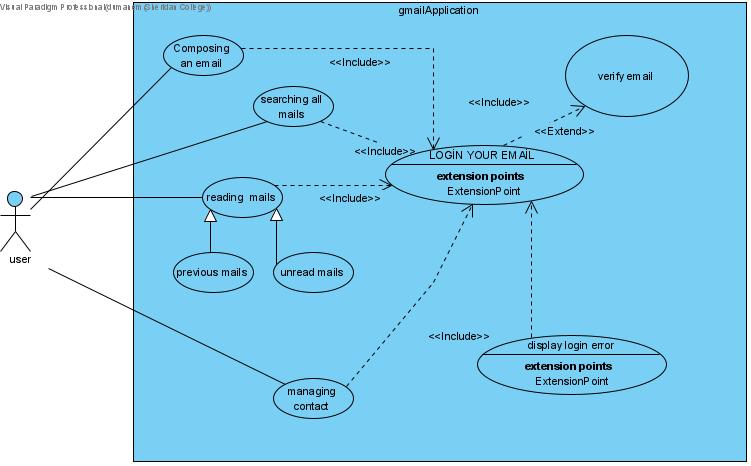 Visual Paradigm Professional(dumanem (Sheridan College))
gmailApplication
Composing
an email
<<Include>>
verify email
searching all
mails
<<Include>>
<<Extend>>
<<Include>>
LOGIN YOUR EMAIL
extension points
ExtensionPoint
reading mails
<<Include>>
user
previous mails
unread mails
<<Include>>
display login error
extension points
ExtensionPoint
managing
contact